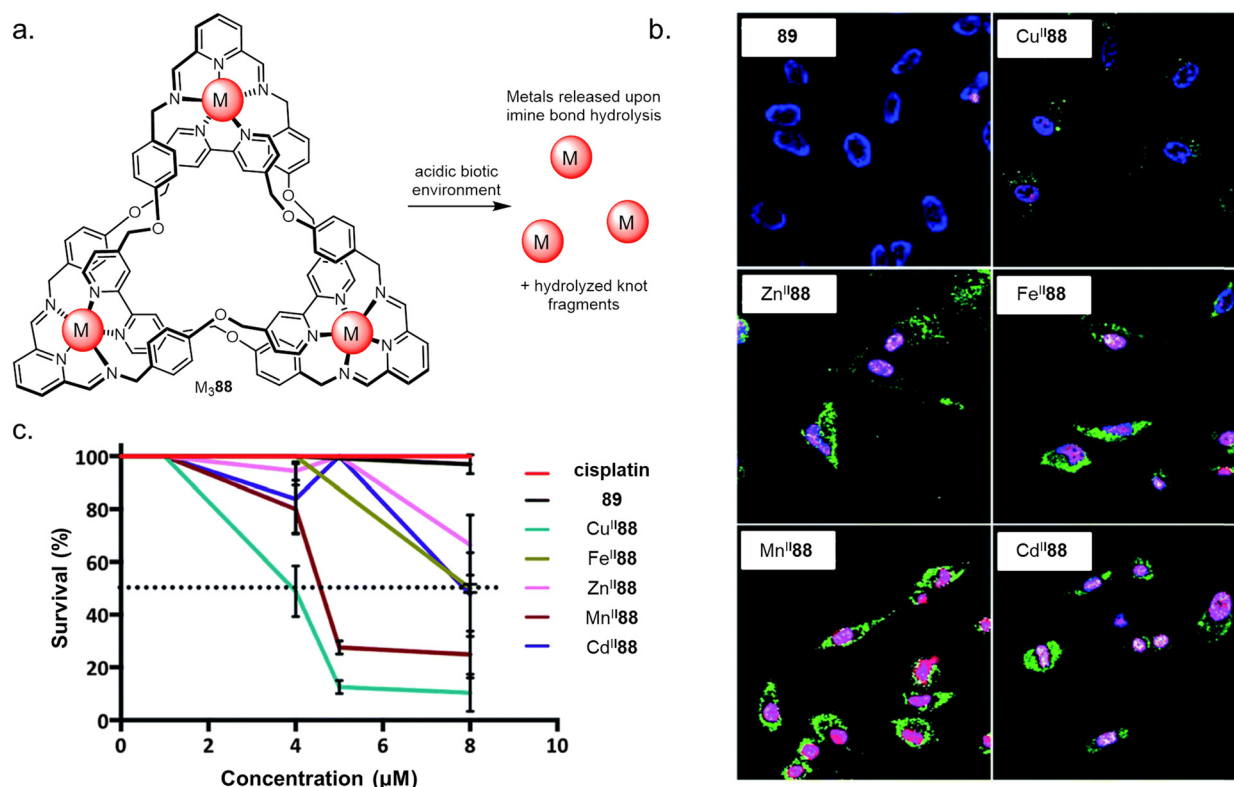 a.
N
N
N
M
N
N
O
O
O
O
O
O
N
N
N
N
N
M
N
N
N
N
N
M
M₃88
acidic biotic
environment
Metals released upon
imine bond hydrolysis
M
M
M
+ hydrolyzed knot
fragments
b.
89
Cuᴵᴵ88
Znᴵᴵ88
Feᴵᴵ88
Mnᴵᴵ88
Cdᴵᴵ88
c.
Survival (%)
100
80
60
40
20
0
0
2
4
6
8
10
Concentration (µM)
cisplatin
89
Cuᴵᴵ88
Feᴵᴵ88
Znᴵᴵ88
Mnᴵᴵ88
Cdᴵᴵ88